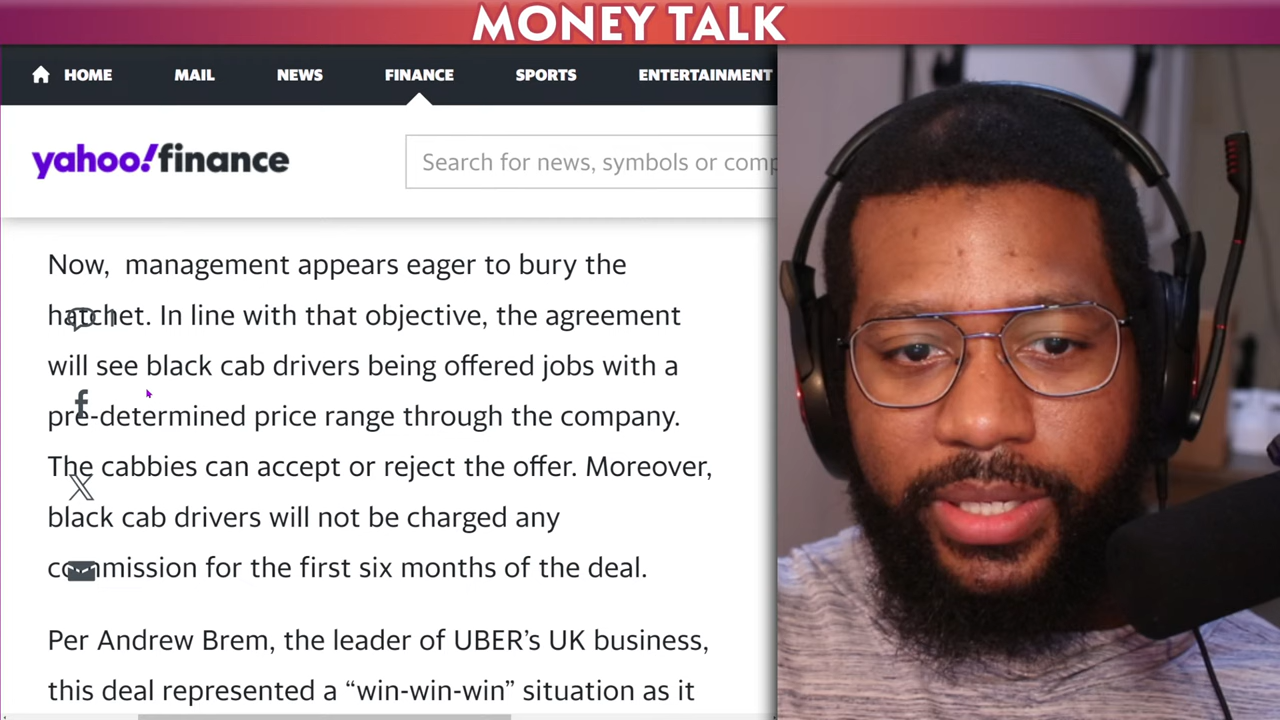 MONEY TALK
HOME MAIL NEWS FINANCE SPORTS ENTERTAINMENT
yahoo!finance
Search for news, symbols or comp
Now, management appears eager to bury the
hatchet. In line with that objective, the agreement
will see black cab drivers being offered jobs with a
pre-determined price range through the company.
The cabbies can accept or reject the offer. Moreover,
black cab drivers will not be charged any
commission for the first six months of the deal.
Per Andrew Brem, the leader of UBER’s UK business,
this deal represented a “win-win-win” situation as it